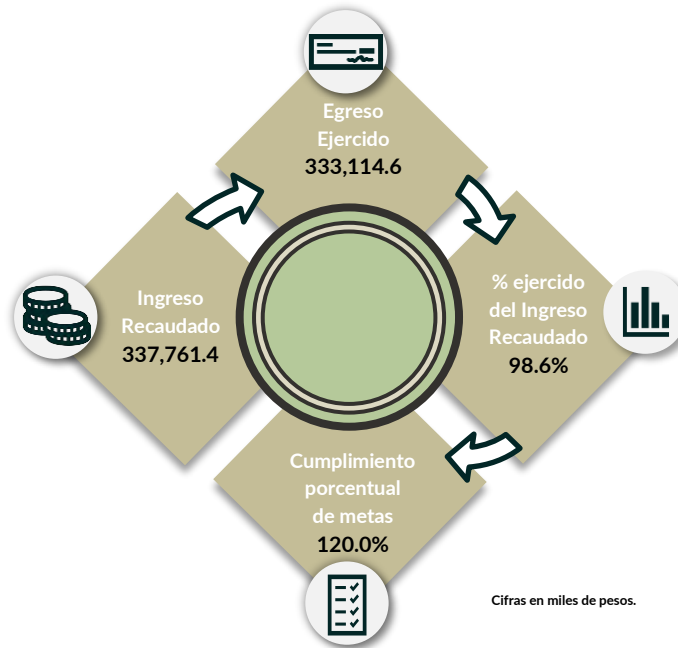 Egreso
Ejercido
333,114.6
Ingreso
Recaudado
337,761.4
% ejercido
del Ingreso
Recaudado
98.6%
Cumplimiento
porcentual
de metas
120.0%
Cifras en miles de pesos.